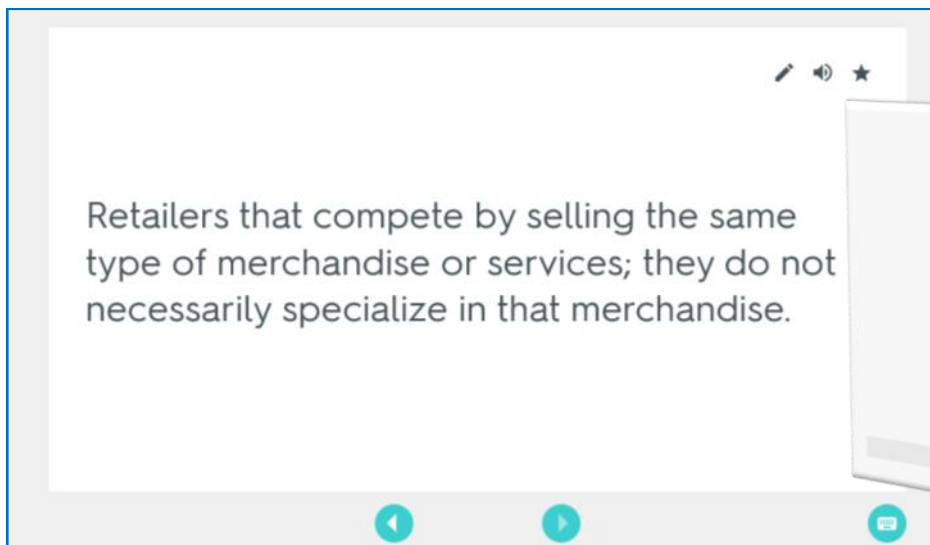 Retailers that compete by selling the same
type of merchandise or services; they do not
necessarily specialize in that merchandise.